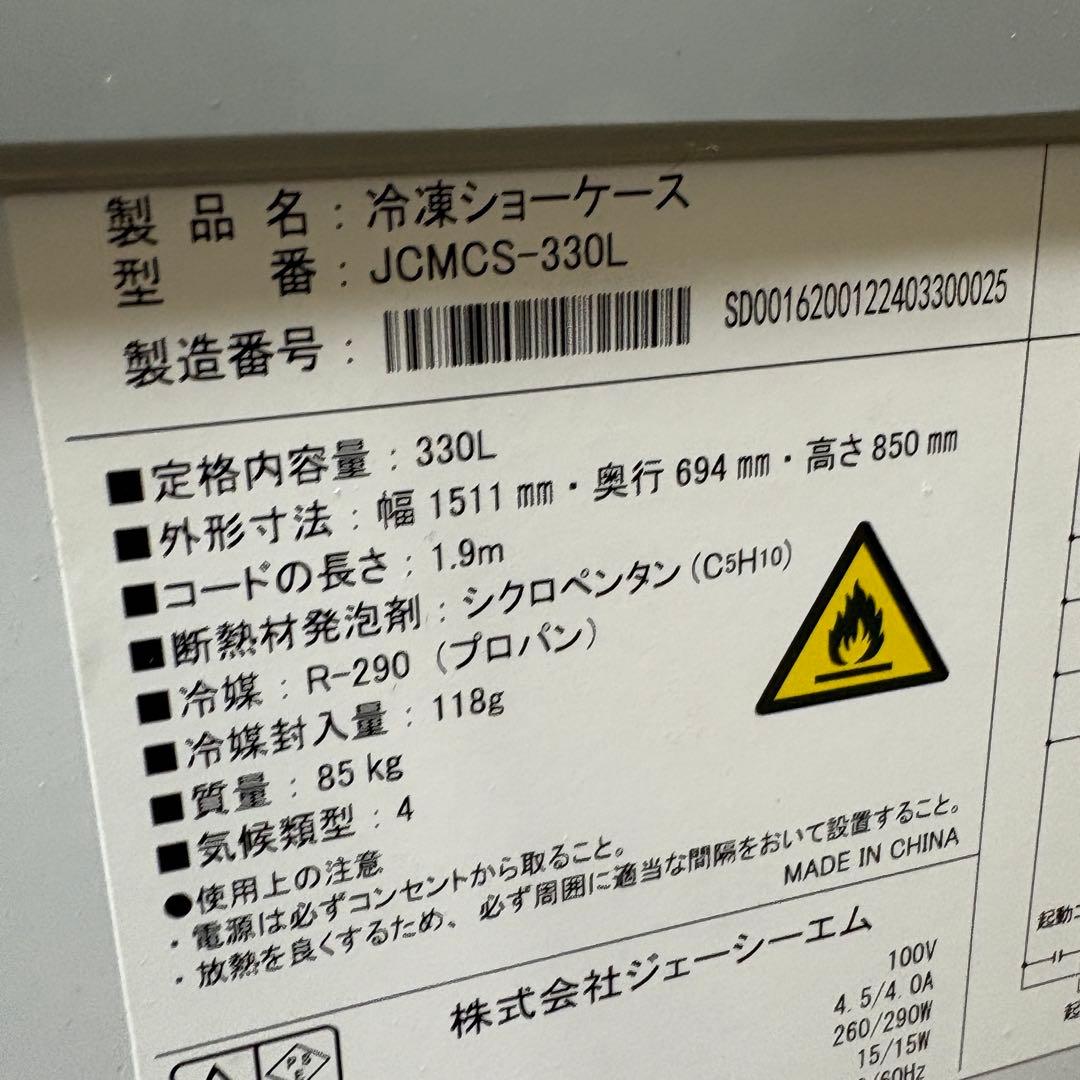 製品名：冷凍ショーケース
型番：JCMCS-330L
製造番号：
SD0016200122403300025
■定格内容量：330L
■外形寸法：幅 1511 mm・奥行 694 mm・高さ 850 mm
■コードの長さ：1.9m
■断熱材発泡剤：シクロペンタン（C5H10）
■冷媒：R-290（プロパン）
■冷媒封入量：118g
■質量：85 kg
■気候類型：4
●使用上の注意
・電源は必ずコンセントから取ること。
・放熱を良くするため、必ず周囲に適当な間隔をおいて設置すること。
MADE IN CHINA
株式会社ジェーシーエム
100V
4.5/4.0A
260/290W
15/15W
/60Hz
PS
E
起動
起